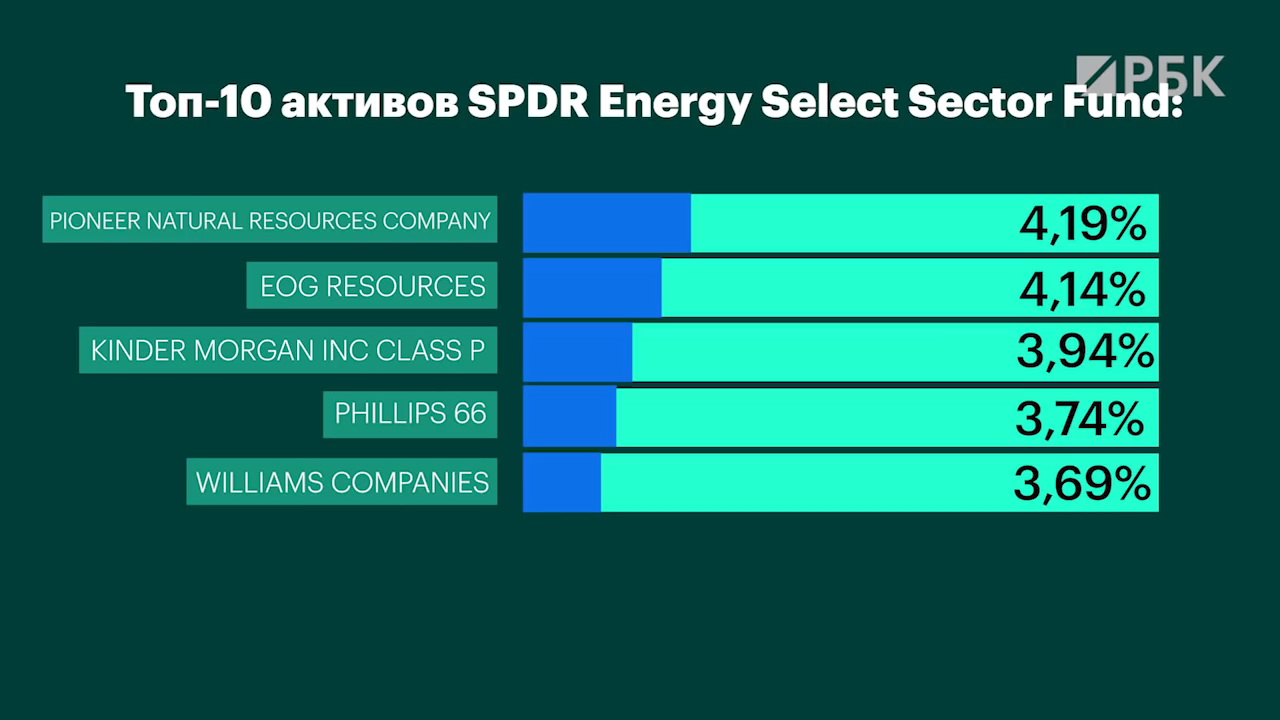 РБК
Топ-10 активов SPDR Energy Select Sector Fund:
PIONEER NATURAL RESOURCES COMPANY 4,19%
EOG RESOURCES 4,14%
KINDER MORGAN INC CLASS P 3,94%
PHILLIPS 66 3,74%
WILLIAMS COMPANIES 3,69%